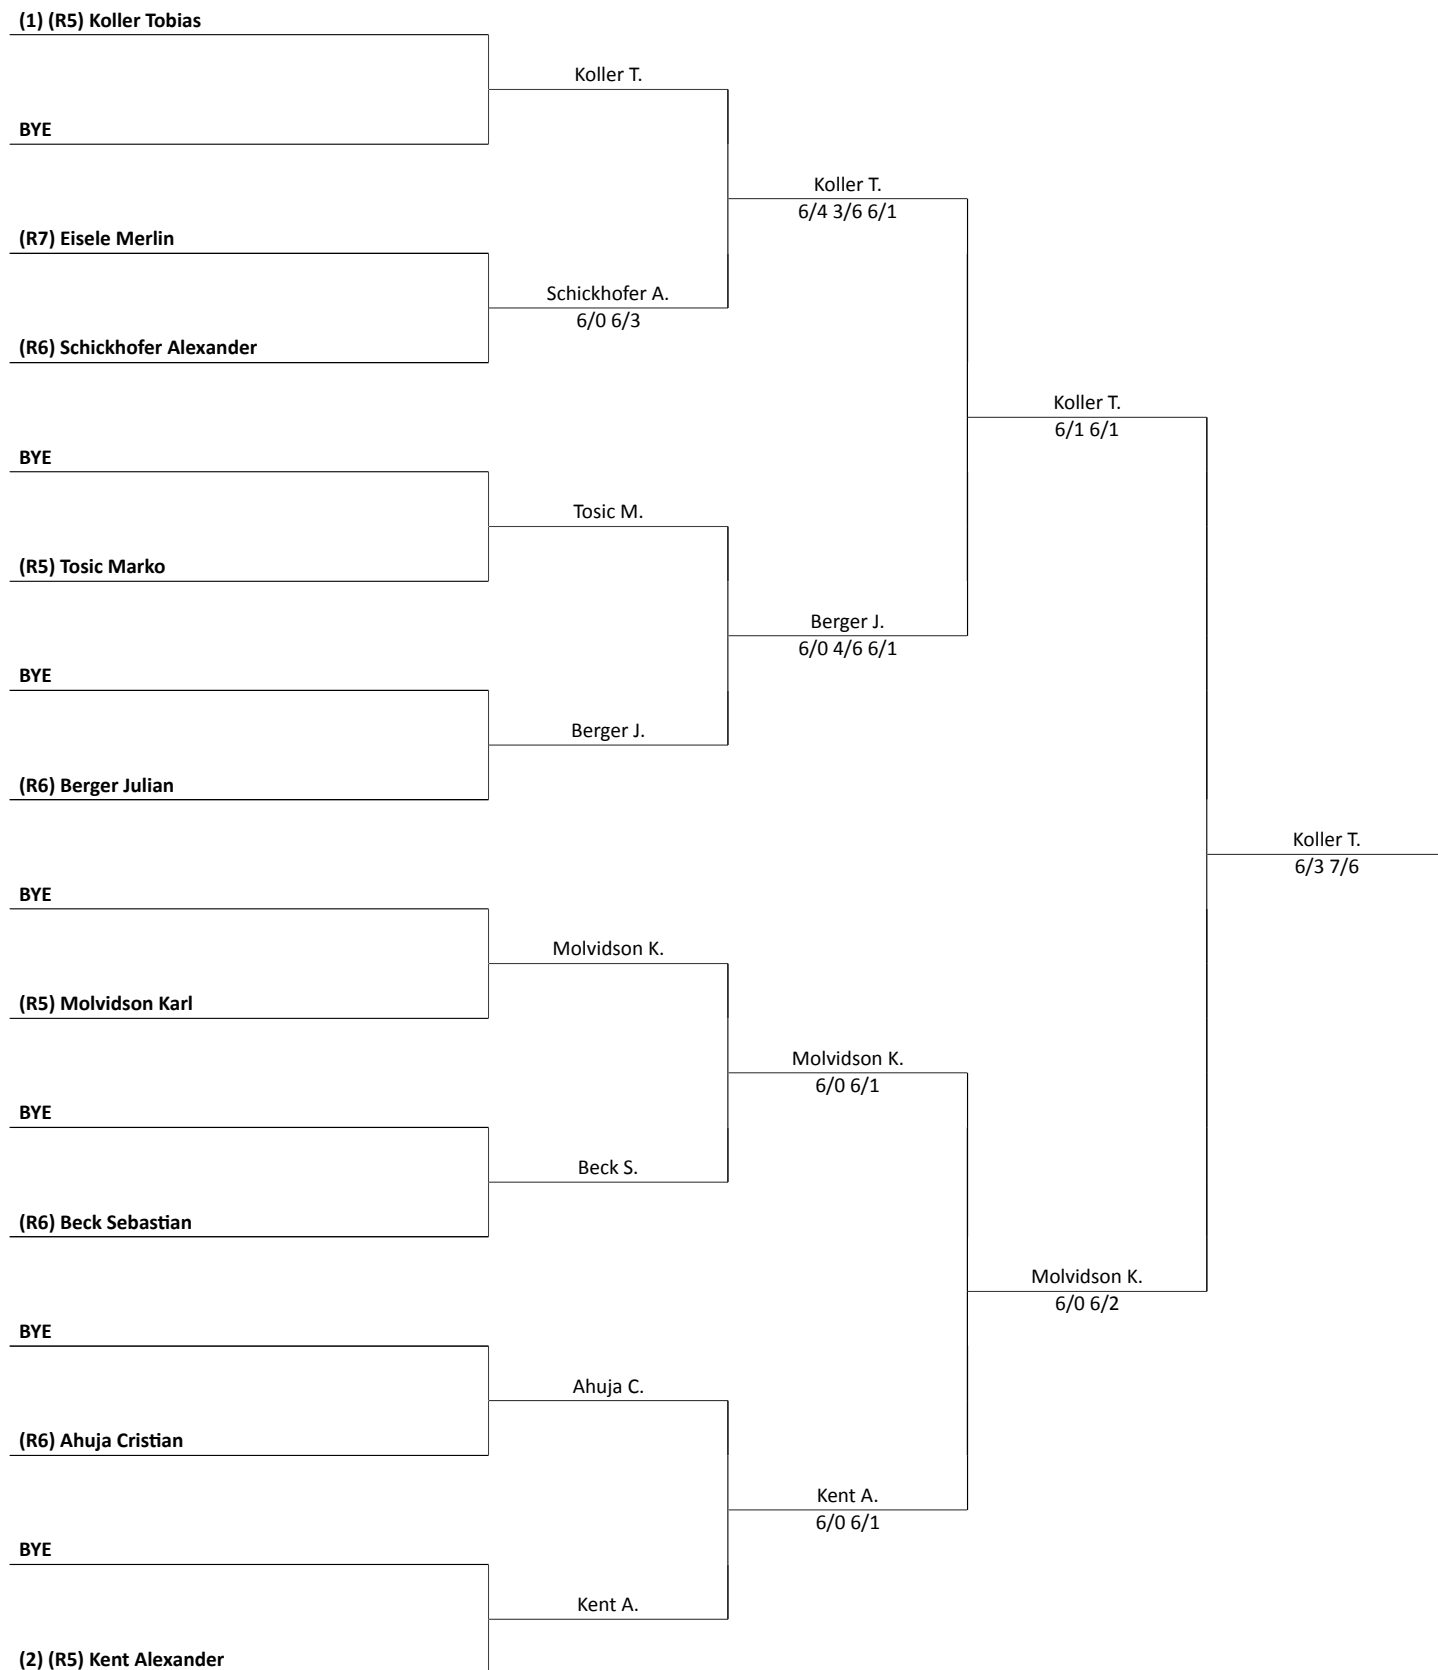 (1) (R5) Koller Tobias
Koller T.
BYE
Koller T.
6/4 3/6 6/1
(R7) Eisele Merlin
Schickhofer A.
6/0 6/3
(R6) Schickhofer Alexander
Koller T.
6/1 6/1
BYE
Tosic M.
(R5) Tosic Marko
Berger J.
6/0 4/6 6/1
BYE
Berger J.
(R6) Berger Julian
Koller T.
6/3 7/6
BYE
Molvidson K.
(R5) Molvidson Karl
Molvidson K.
6/0 6/1
BYE
Beck S.
(R6) Beck Sebastian
Molvidson K.
6/0 6/2
BYE
Ahuja C.
(R6) Ahuja Cristian
Kent A.
6/0 6/1
BYE
Kent A.
(2) (R5) Kent Alexander